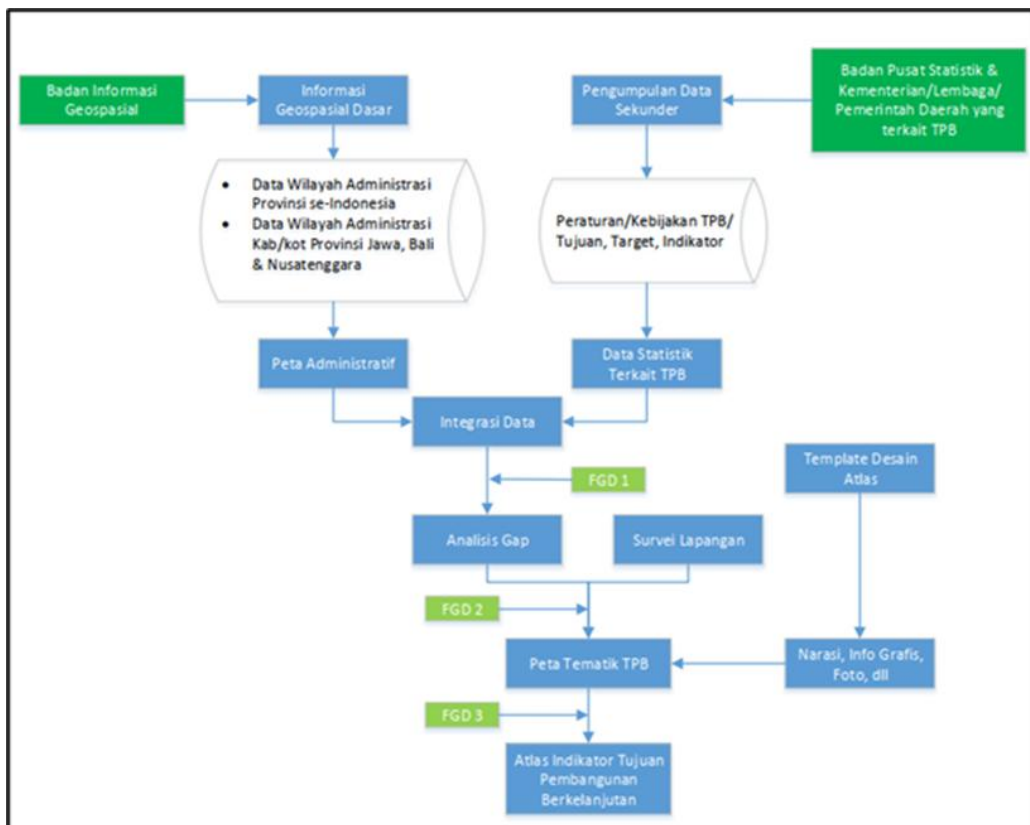 Badan Informasi
Geospasial
Informasi
Geospasial Dasar
Pengumpulan Data
Sekunder
Badan Pusat Statistik &
Kementerian/Lembaga/
Pemerintah Daerah yang
terkait TPB
• Data Wilayah Administrasi
Provinsi se-Indonesia
• Data Wilayah Administrasi
Kab/kot Provinsi Jawa, Bali
& Nusatenggara
Peraturan/Kebijakan TPB/
Tujuan, Target, Indikator
Peta Administratif
Data Statistik
Terkait TPB
Integrasi Data
Template Desain
Atlas
FGD 1
Analisis Gap
Survei Lapangan
FGD 2
Peta Tematik TPB
Narasi, Info Grafis,
Foto, dll
FGD 3
Atlas Indikator Tujuan
Pembangunan
Berkelanjutan